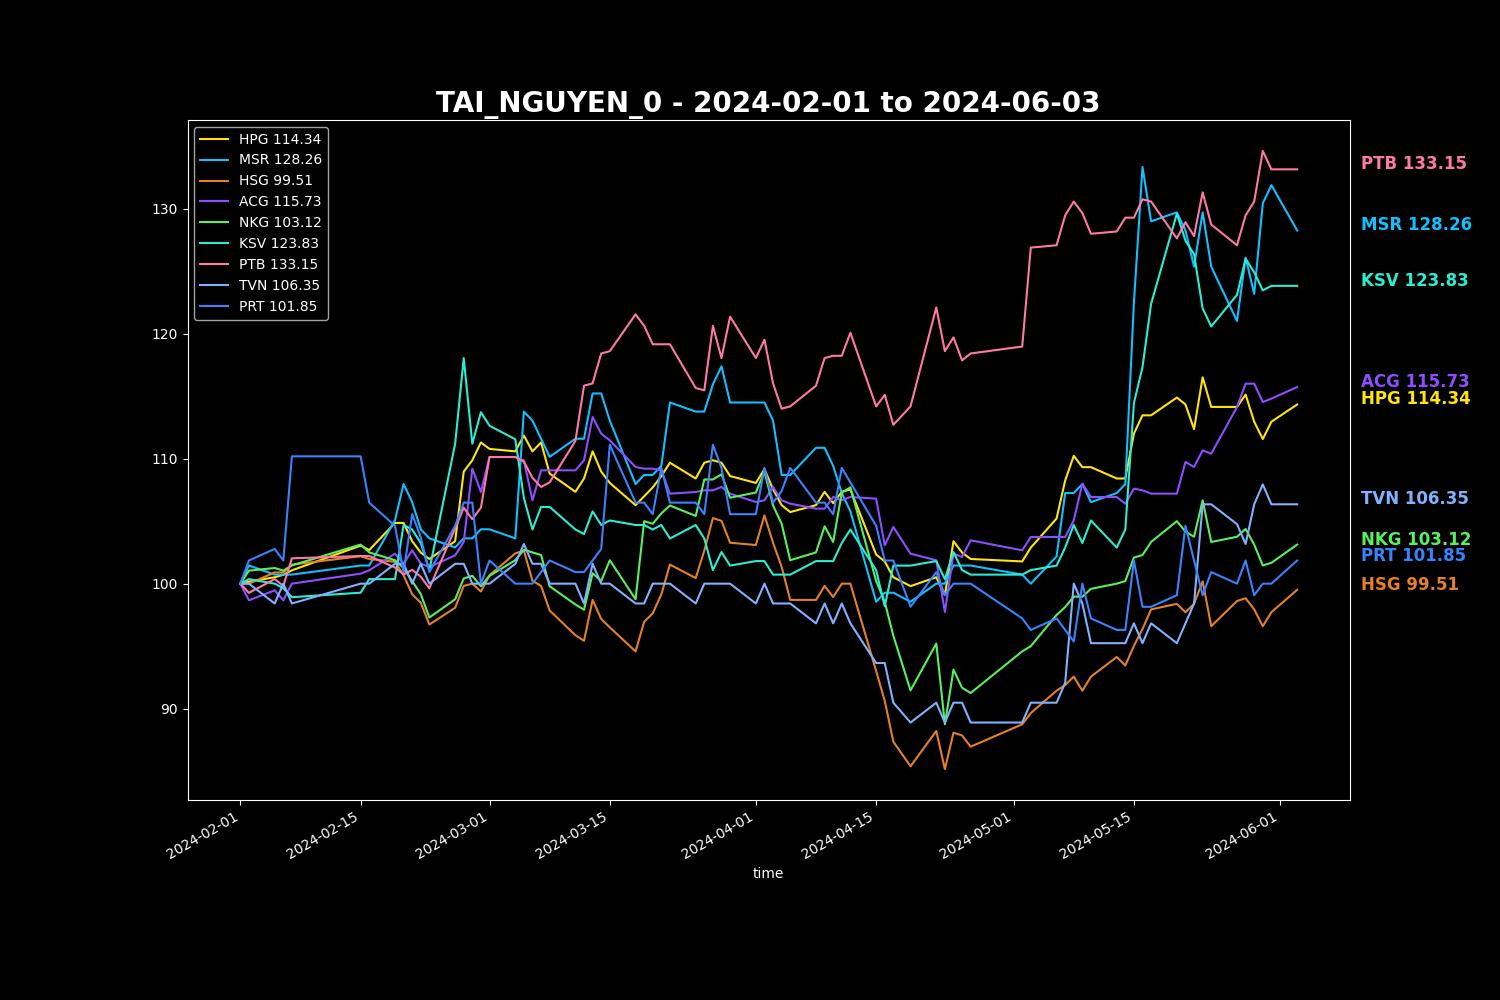 TAI_NGUYEN_0 - 2024-02-01 to 2024-06-03
HPG 114.34
MSR 128.26
HSG 99.51
ACG 115.73
NKG 103.12
KSV 123.83
PTB 133.15
TVN 106.35
PRT 101.85
130
120
110
100
90
PTB 133.15
MSR 128.26
KSV 123.83
ACG 115.73
HPG 114.34
TVN 106.35
NKG 103.12
PRT 101.85
HSG 99.51
2024-02-01
2024-02-15
2024-03-01
2024-03-15
2024-04-01
2024-04-15
2024-05-01
2024-05-15
2024-06-01
time